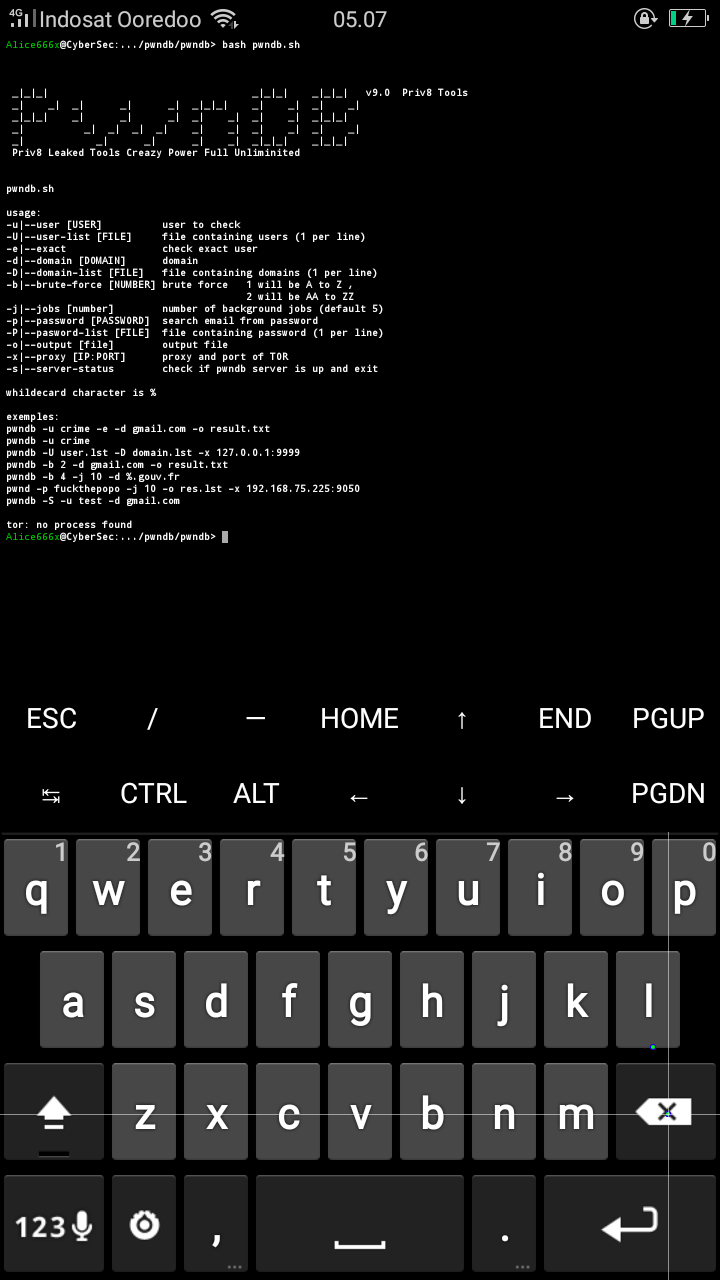 4G Indosat Ooredoo 05.07
Alice666x@CyberSec:.../pwndb/pwndb> bash pwndb.sh
PwnDB v9.0 Priv8 Tools
Priv8 Leaked Tools Creazy Power Full Unliminited
pwndb.sh
usage:
-u|--user [USER] user to check
-U|--user-list [FILE] file containing users (1 per line)
-e|--exact check exact user
-d|--domain [DOMAIN] domain
-D|--domain-list [FILE] file containing domains (1 per line)
-b|--brute-force [NUMBER] brute force 1 will be A to Z ,
2 will be AA to ZZ
-j|--jobs [number] number of background jobs (default 5)
-p|--password [PASSWORD] search email from password
-P|--pasword-list [FILE] file containing password (1 per line)
-o|--output [file] output file
-x|--proxy [IP:PORT] proxy and port of TOR
-s|--server-status check if pwndb server is up and exit
whildecard character is %
exemples:
pwndb -u crime -e -d gmail.com -o result.txt
pwndb -u crime
pwndb -U user.lst -D domain.lst -x 127.0.0.1:9999
pwndb -b 2 -d gmail.com -o result.txt
pwndb -b 4 -j 10 -d %.gouv.fr
pwnd -p fuckthepopo -j 10 -o res.lst -x 192.168.75.225:9050
pwndb -S -u test -d gmail.com
tor: no process found
Alice666x@CyberSec:.../pwndb/pwndb>
ESC / — HOME ↑ END PGUP
↹ CTRL ALT ← ↓ → PGDN
1 2 3 4 5 6 7 8 9 0
q w e r t y u i o p
a s d f g h j k l
z x c v b n m
123 , .